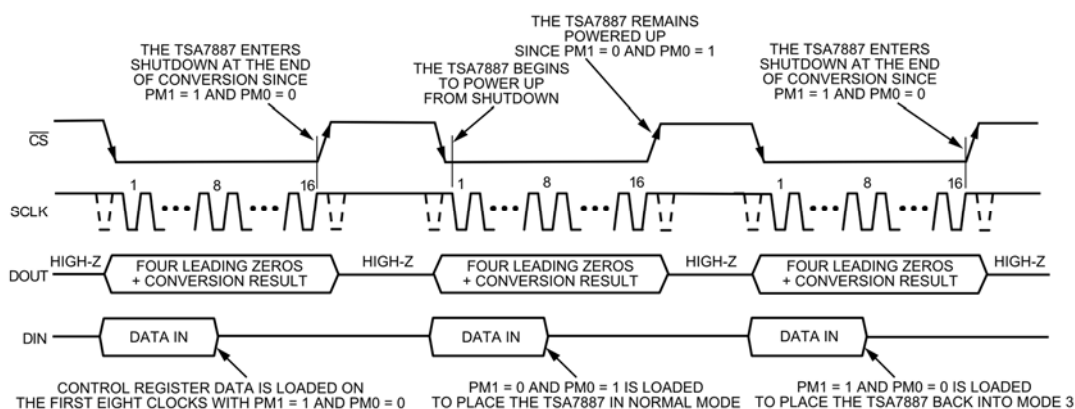 THE TSA7887 ENTERS
SHUTDOWN AT THE END
OF CONVERSION SINCE
PM1 = 1 AND PM0 = 0
THE TSA7887 BEGINS
TO POWER UP
FROM SHUTDOWN
THE TSA7887 REMAINS
POWERED UP
SINCE PM1 = 0 AND PM0 = 1
THE TSA7887 ENTERS
SHUTDOWN AT THE END
OF CONVERSION SINCE
PM1 = 1 AND PM0 = 0
CS
SCLK
1 8 16 1 8 16 1 8 16
DOUT
HIGH-Z
FOUR LEADING ZEROS
+ CONVERSION RESULT
HIGH-Z
FOUR LEADING ZEROS
+ CONVERSION RESULT
HIGH-Z
FOUR LEADING ZEROS
+ CONVERSION RESULT
HIGH-Z
DIN
DATA IN
DATA IN
DATA IN
CONTROL REGISTER DATA IS LOADED ON
THE FIRST EIGHT CLOCKS WITH PM1 = 1 AND PM0 = 0
PM1 = 0 AND PM0 = 1 IS LOADED
TO PLACE THE TSA7887 IN NORMAL MODE
PM1 = 1 AND PM0 = 0 IS LOADED
TO PLACE THE TSA7887 BACK INTO MODE 3